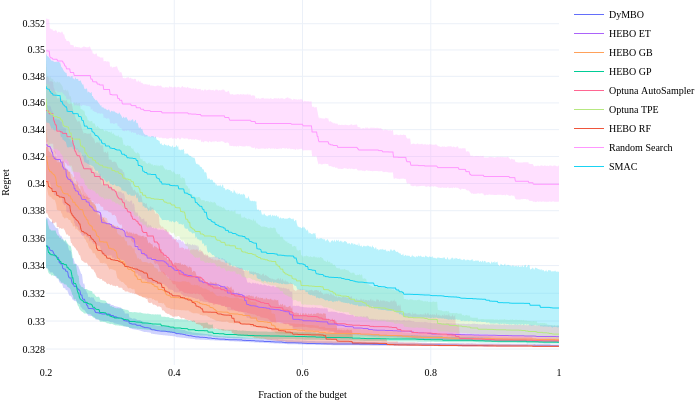 0.352
0.35
0.348
0.346
0.344
0.342
0.34
0.338
0.336
0.334
0.332
0.33
0.328
Regret
0.2
0.4
0.6
0.8
1
Fraction of the budget
DyMBO
HEBO ET
HEBO GB
HEBO GP
Optuna AutoSampler
Optuna TPE
HEBO RF
Random Search
SMAC